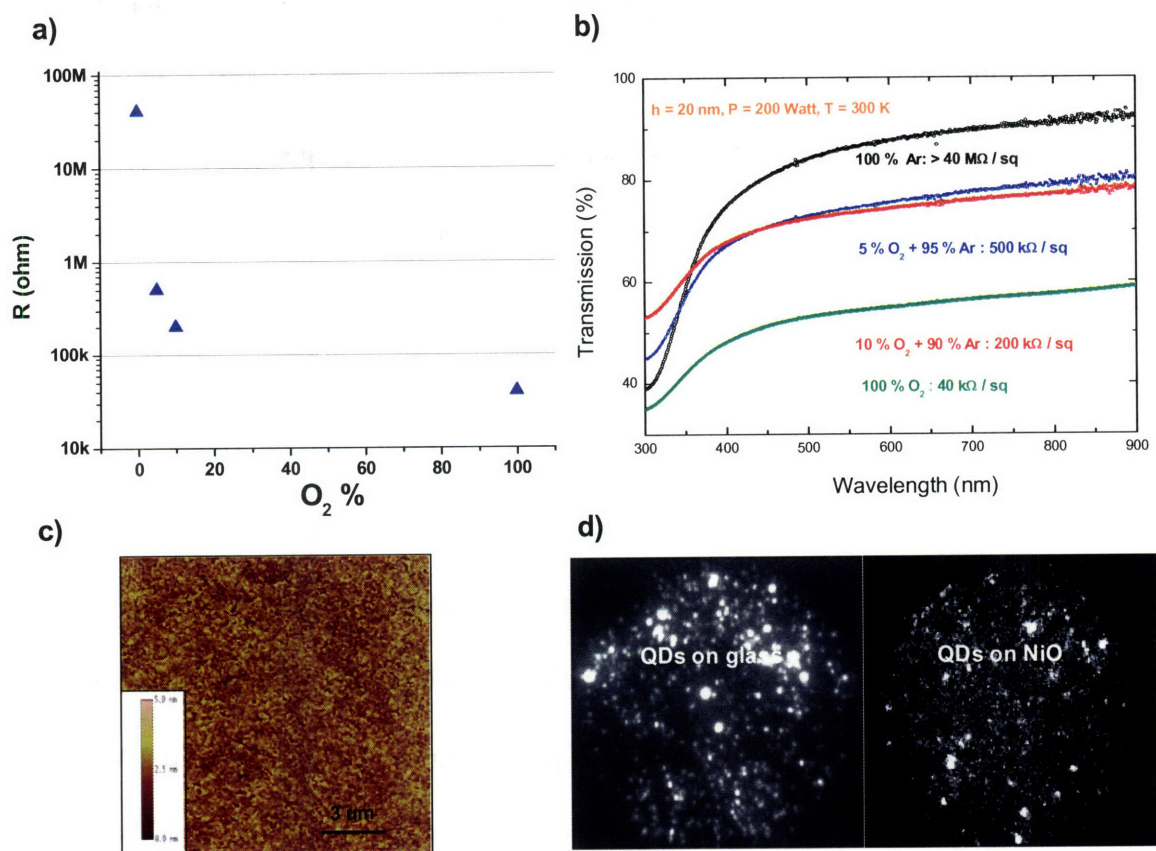 a)
100M
10M
1M
100k
10k
R (ohm)
0
20
40
60
80
100
O2 %
b)
100
80
60
40
Transmission (%)
h = 20 nm, P = 200 Watt, T = 300 K
100 % Ar: > 40 MΩ / sq
5 % O2 + 95 % Ar : 500 kΩ / sq
10 % O2 + 90 % Ar : 200 kΩ / sq
100 % O2 : 40 kΩ / sq
300
400
500
600
700
800
900
Wavelength (nm)
c)
5.0 nm
2.5 nm
0.0 nm
3 um
d)
QDs on glass
QDs on NiO